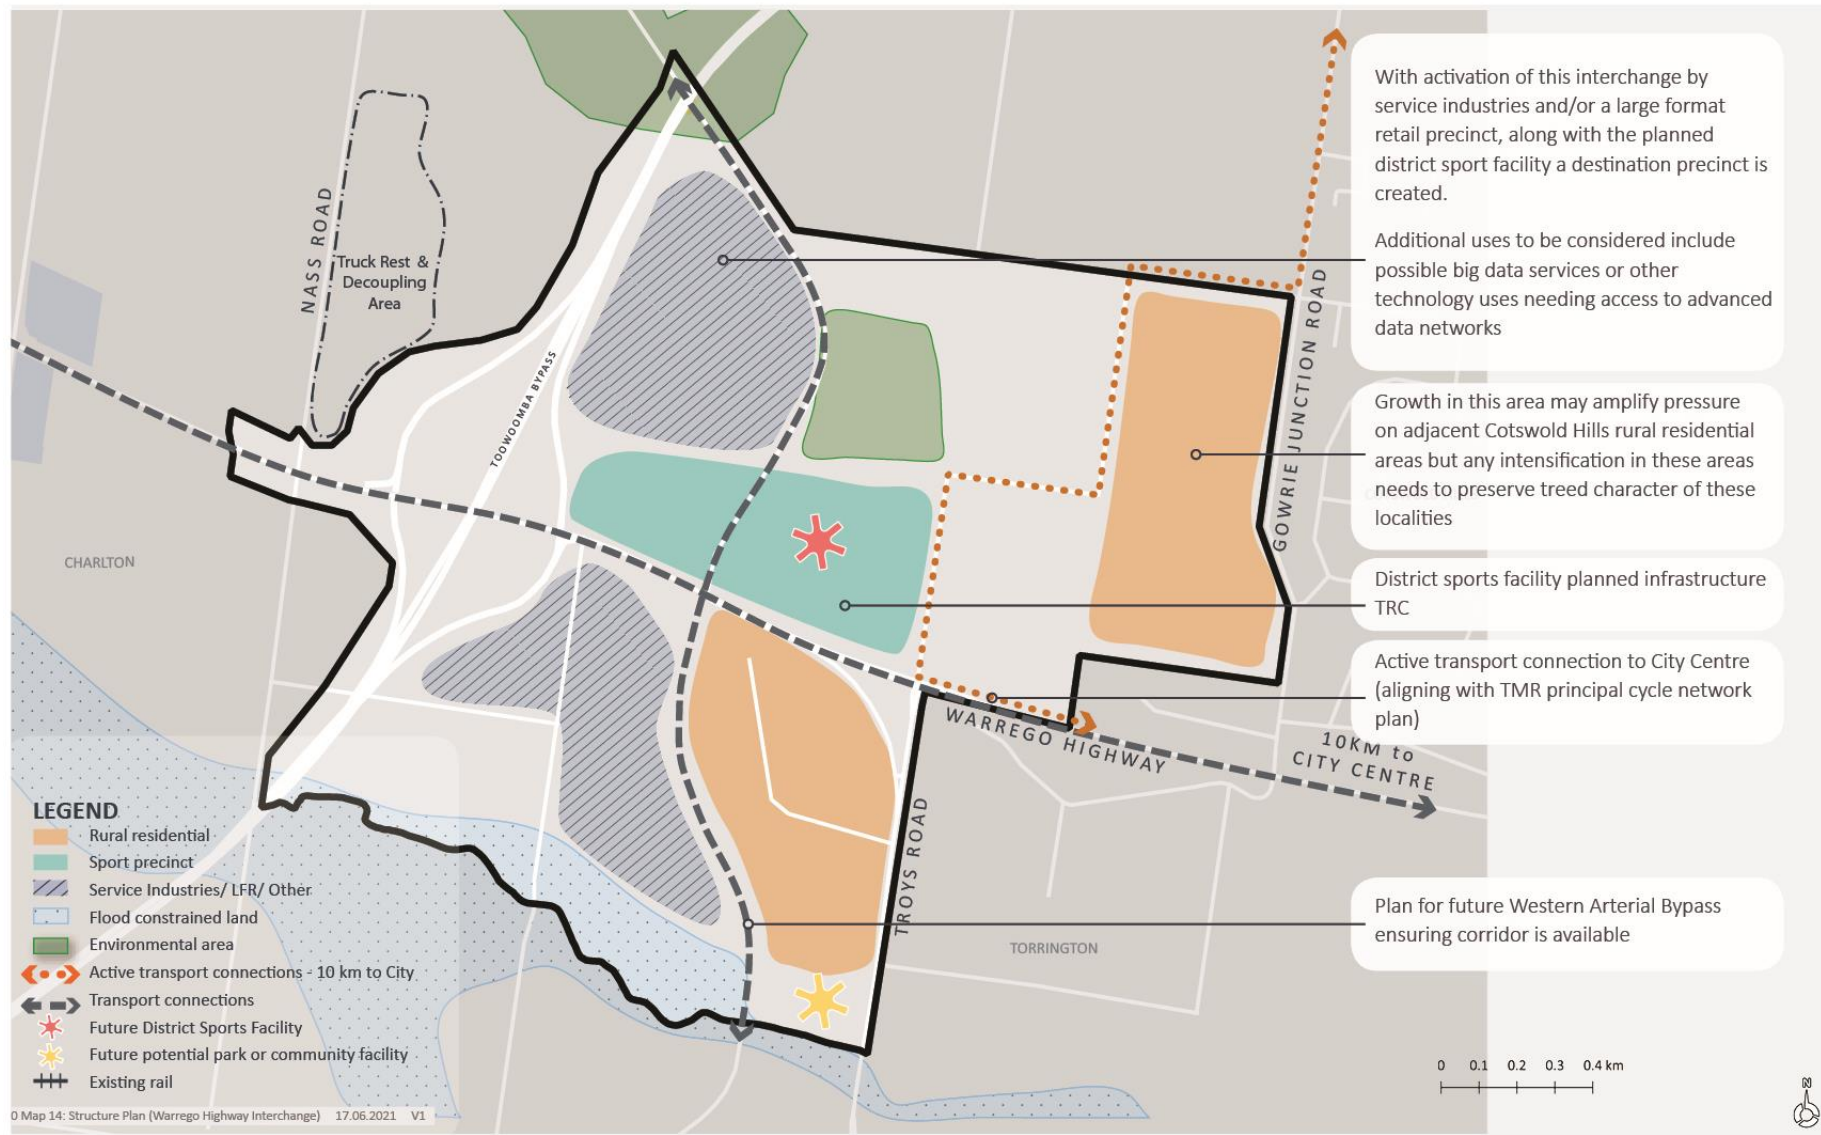 With activation of this interchange by
service industries and/or a large format
retail precinct, along with the planned
district sport facility a destination precinct is
created.
Additional uses to be considered include
possible big data services or other
technology uses needing access to advanced
data networks
Growth in this area may amplify pressure
on adjacent Cotswold Hills rural residential
areas but any intensification in these areas
needs to preserve treed character of these
localities
District sports facility planned infrastructure
TRC
Active transport connection to City Centre
(aligning with TMR principal cycle network
plan)
Plan for future Western Arterial Bypass
ensuring corridor is available
NASS ROAD
Truck Rest &
Decoupling
Area
TOOWOOMBA BYPASS
GOWRIE JUNCTION ROAD
CHARLTON
WARREGO HIGHWAY
10KM to
CITY CENTRE
TROYS ROAD
TORRINGTON
LEGEND
Rural residential
Sport precinct
Service Industries/ LFR/ Other
Flood constrained land
Environmental area
Active transport connections - 10 km to City
Transport connections
Future District Sports Facility
Future potential park or community facility
Existing rail
0 Map 14: Structure Plan (Warrego Highway Interchange) 17.06.2021 V1
0 0.1 0.2 0.3 0.4 km
N